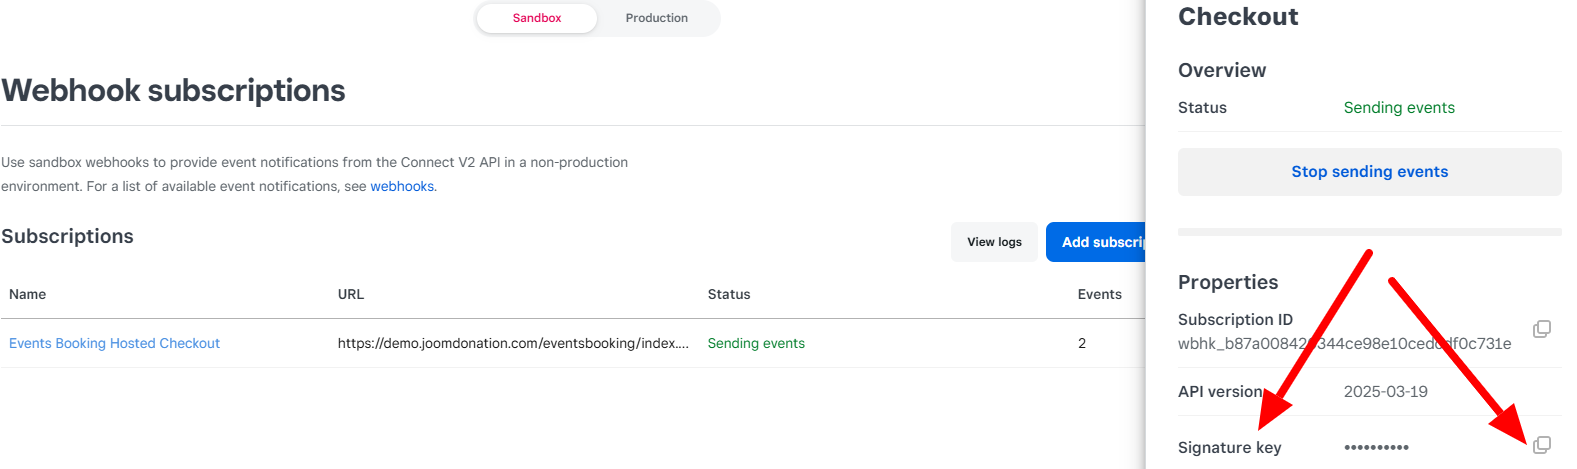 Sandbox
Production
Webhook subscriptions
Use sandbox webhooks to provide event notifications from the Connect V2 API in a non-production
environment. For a list of available event notifications, see webhooks.
Subscriptions
View logs
Add subscri
Name URL Status Events
Events Booking Hosted Checkout https://demo.joomdonation.com/eventsbooking/index.... Sending events 2
Checkout
Overview
Status Sending events
Stop sending events
Properties
Subscription ID
API version 2025-03-19
Signature key ••••••••••